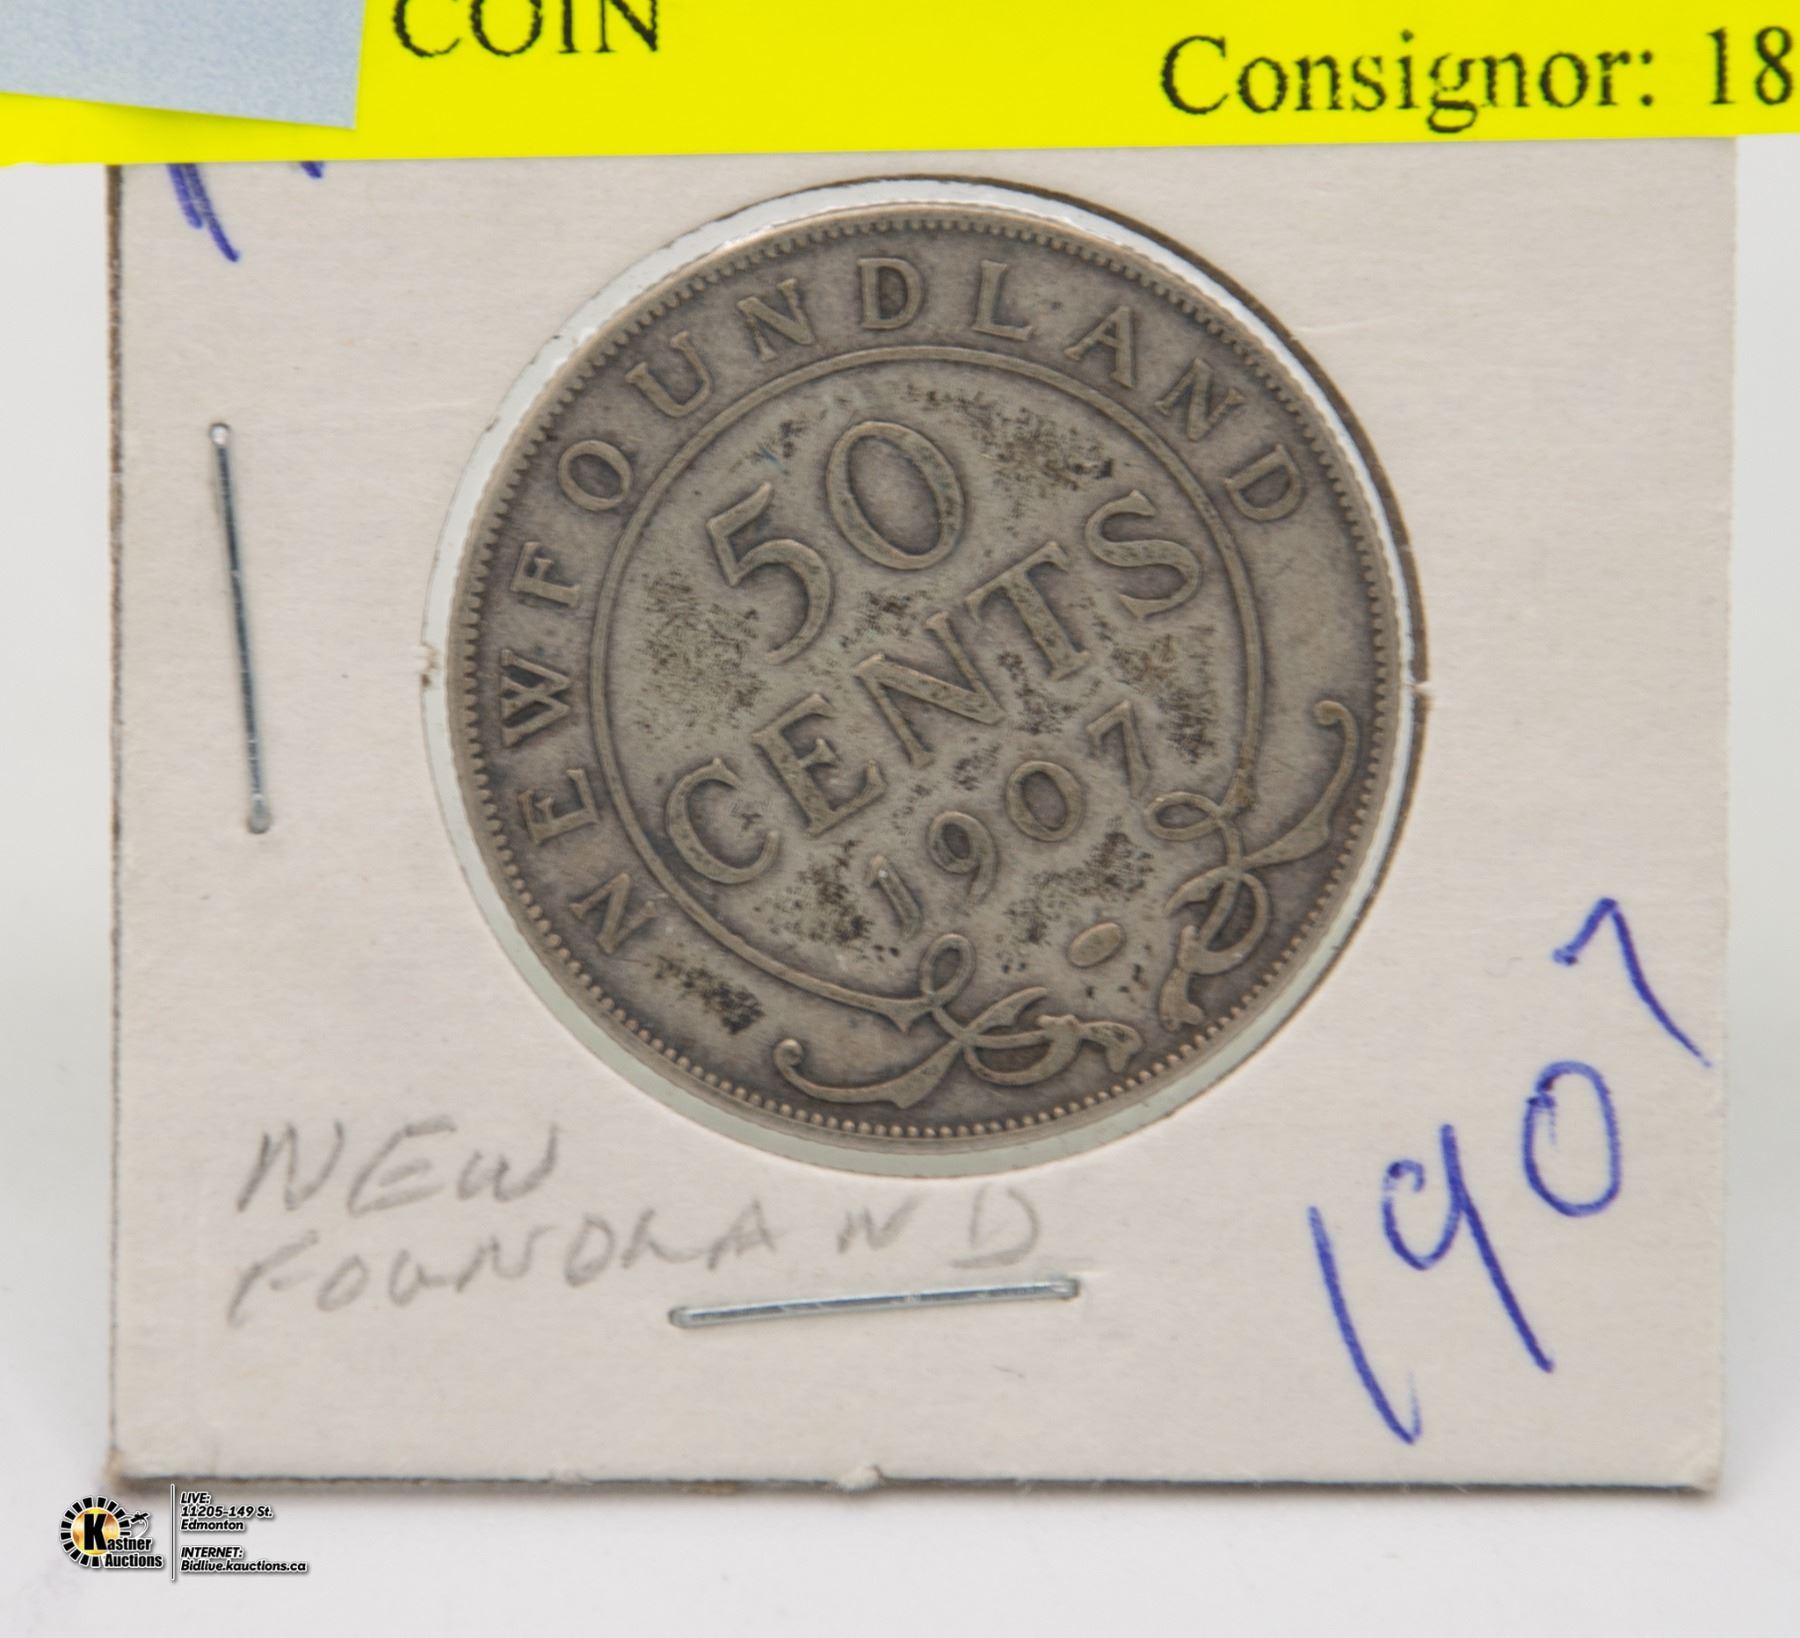 COIN
Consignor: 18
NEWFOUNDLAND
50
CENTS
1907
NEW
FOUNDLAND
1907
Kastner
Auctions
LIVE:
11205-149 St.
Edmonton
INTERNET:
Bidlive.kauctions.ca